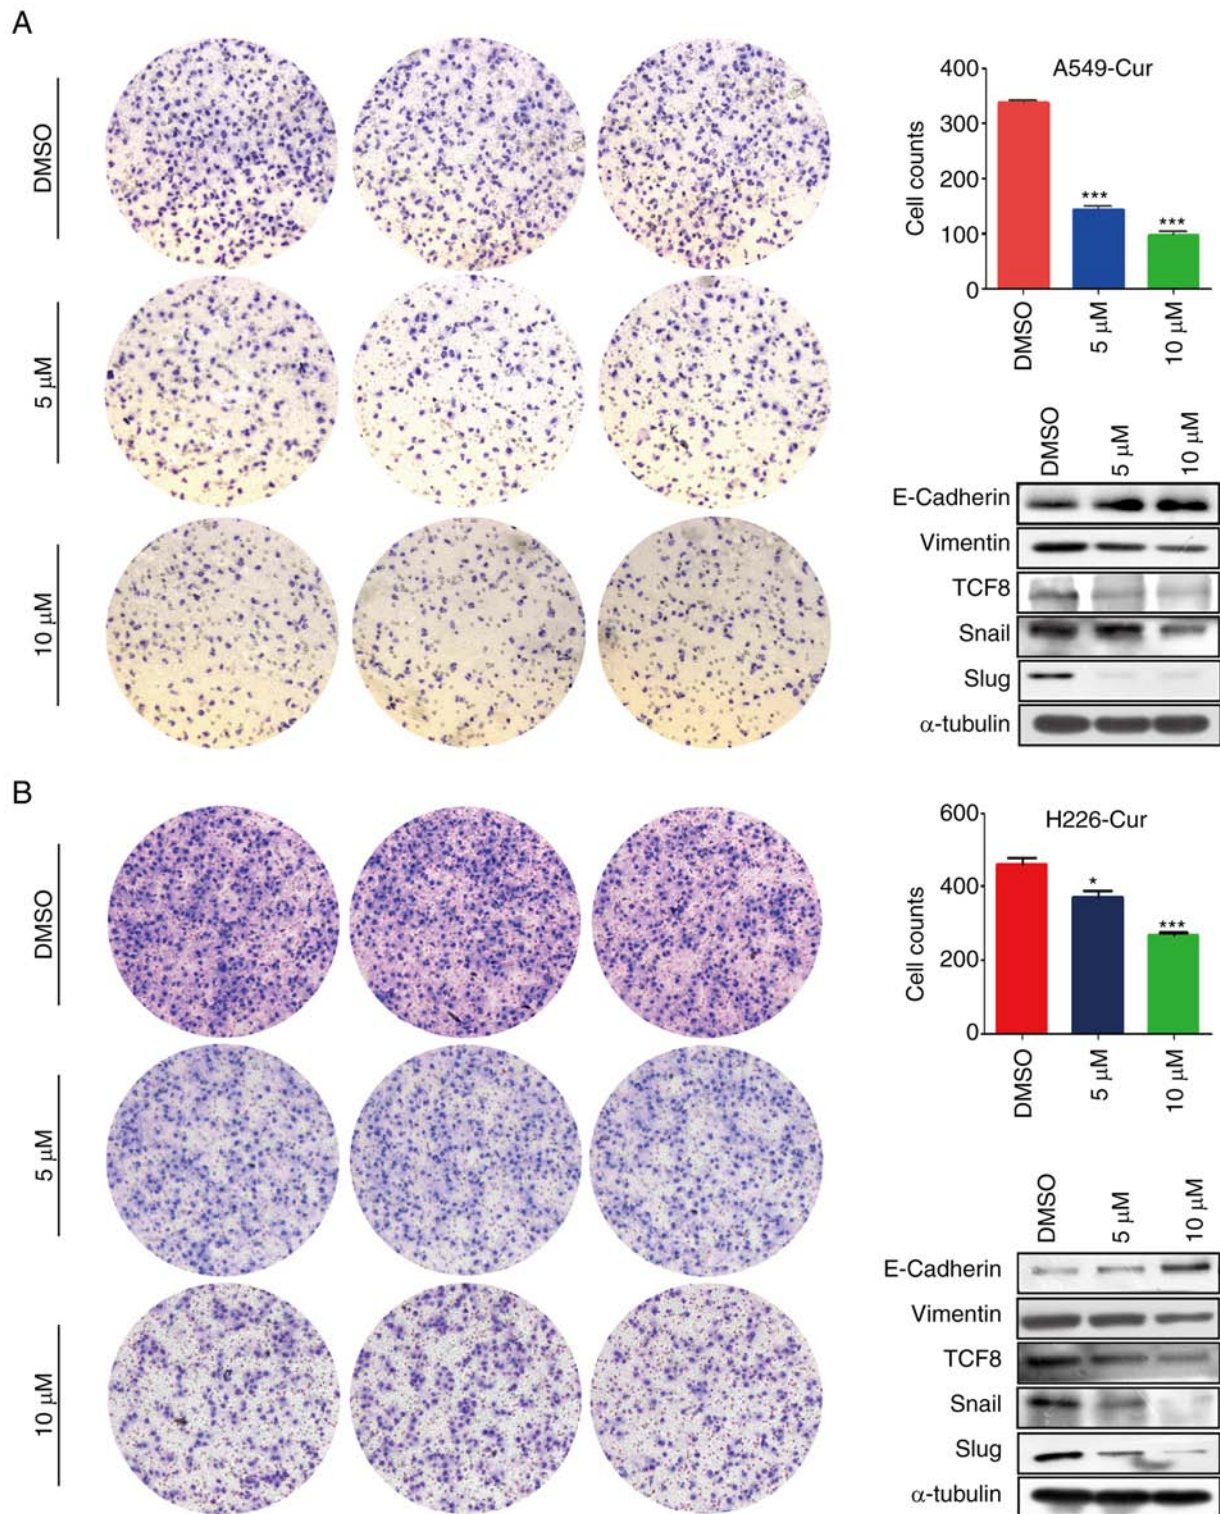 A
DMSO
5 μM
10 μM
A549-Cur
400
300
200
100
0
Cell counts
***
***
DMSO
5 μM
10 μM
DMSO
5 μM
10 μM
E-Cadherin
Vimentin
TCF8
Snail
Slug
α-tubulin
B
DMSO
5 μM
10 μM
H226-Cur
600
400
200
0
Cell counts
*
***
DMSO
5 μM
10 μM
DMSO
5 μM
10 μM
E-Cadherin
Vimentin
TCF8
Snail
Slug
α-tubulin